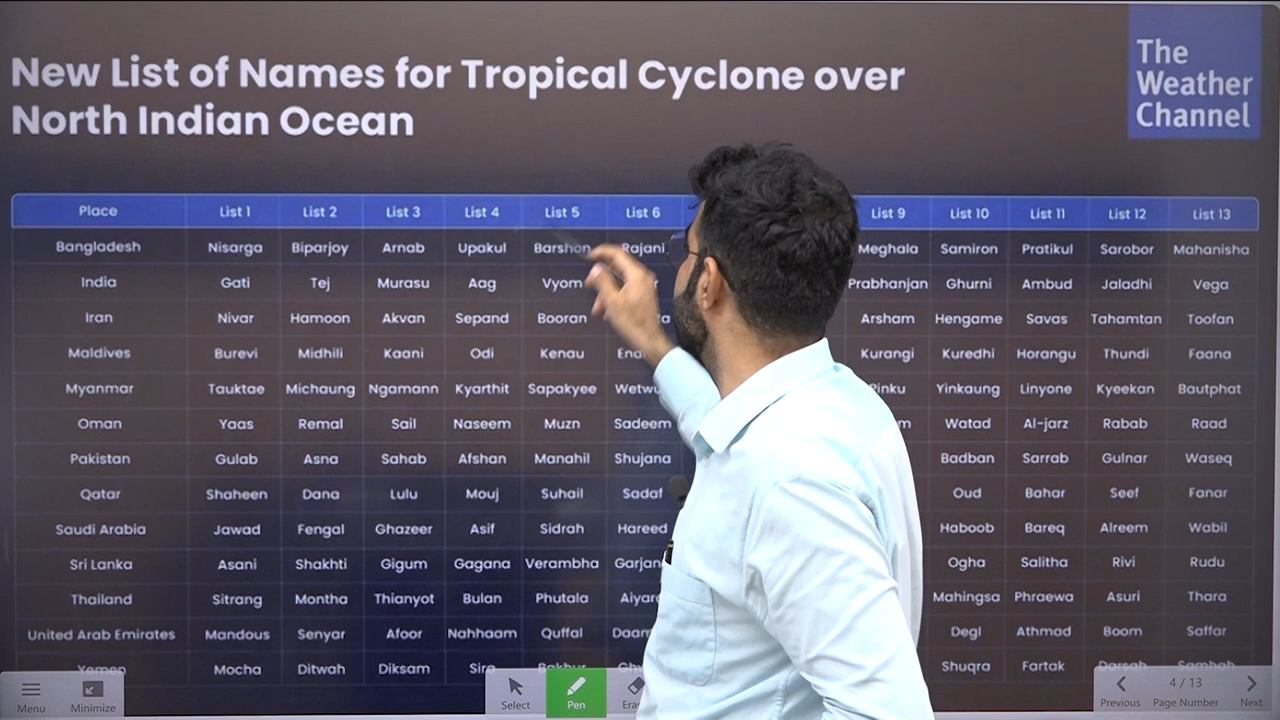 New List of Names for Tropical Cyclone over
North Indian Ocean
The
Weather
Channel
Place List 1 List 2 List 3 List 4 List 5 List 6 List 9 List 10 List 11 List 12 List 13
Bangladesh Nisarga Biparjoy Arnab Upakul Barshon Rajani Meghala Samiron Pratikul Sarobor Mahanisha
India Gati Tej Murasu Aag Vyom Prabhanjan Ghurni Ambud Jaladhi Vega
Iran Nivar Hamoon Akvan Sepand Booran Arsham Hengame Savas Tahamtan Toofan
Maldives Burevi Midhili Kaani Odi Kenau Kurangi Kuredhi Horangu Thundi Faana
Myanmar Tauktae Michaung Ngamann Kyarthit Sapakyee Pinku Yinkaung Linyone Kyeekan Bautphat
Oman Yaas Remal Sail Naseem Muzn Sadeem Watad Al-jarz Rabab Raad
Pakistan Gulab Asna Sahab Afshan Manahil Shujana Badban Sarrab Gulnar Waseq
Qatar Shaheen Dana Lulu Mouj Suhail Sadaf Oud Bahar Seef Fanar
Saudi Arabia Jawad Fengal Ghazeer Asif Sidrah Hareed Haboob Bareq Alreem Wabil
Sri Lanka Asani Shakhti Gigum Gagana Verambha Ogha Salitha Rivi Rudu
Thailand Sitrang Montha Thianyot Bulan Phutala Mahingsa Phraewa Asuri Thara
United Arab Emirates Mandous Senyar Afoor Nahhaam Quffal Degl Athmad Boom Saffar
Yemen Mocha Ditwah Diksam Sira Bakhur Shuqra Fartak Darsah Samhah
Menu Minimize Select Pen Previous 4 / 13 Page Number Next